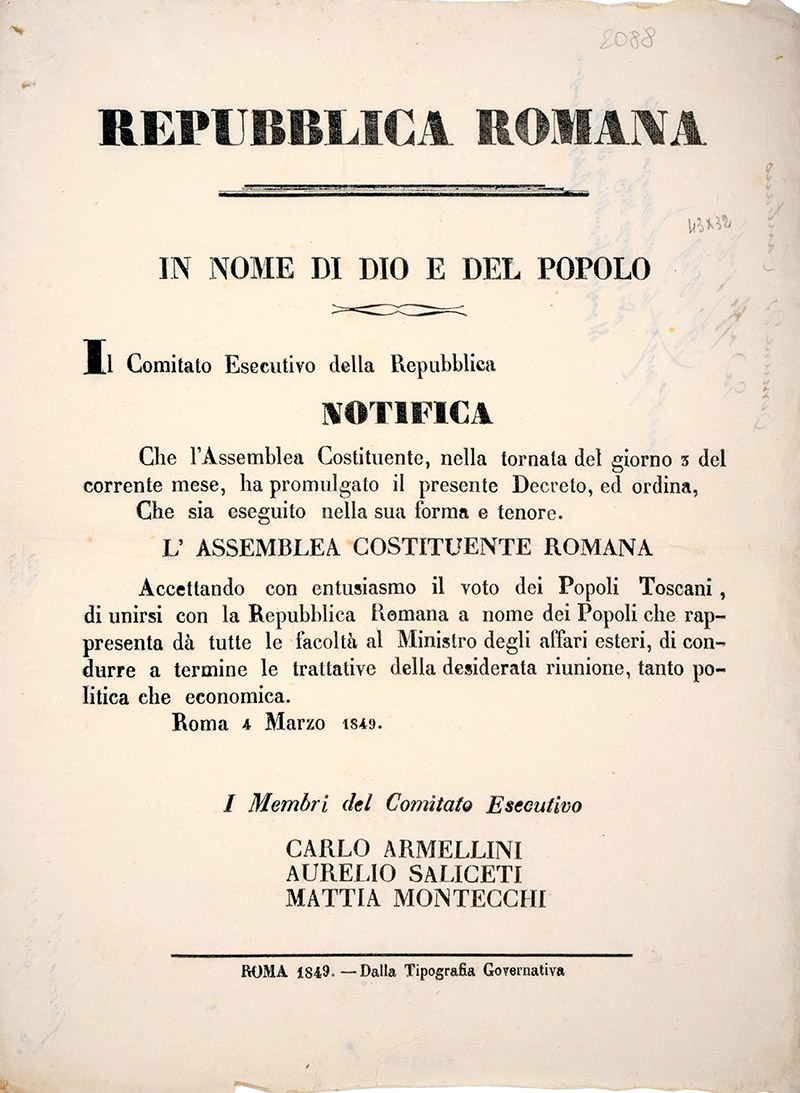 2088
REPUBBLICA ROMANA
43x32
IN NOME DI DIO E DEL POPOLO
Il Comitato Esecutivo della Repubblica
NOTIFICA
Che l'Assemblea Costituente, nella tornata del giorno 3 del
corrente mese, ha promulgato il presente Decreto, ed ordina,
Che sia eseguito nella sua forma e tenore.
L' ASSEMBLEA COSTITUENTE ROMANA
Accettando con entusiasmo il voto dei Popoli Toscani ,
di unirsi con la Repubblica Romana a nome dei Popoli che rap-
presenta dà tutte le facoltà al Ministro degli affari esteri, di con-
durre a termine le trattative della desiderata riunione, tanto po-
litica che economica.
Roma 4 Marzo 1849.
I Membri del Comitato Esecutivo
CARLO ARMELLINI
AURELIO SALICETI
MATTIA MONTECCHI
ROMA 1849. — Dalla Tipografia Governativa